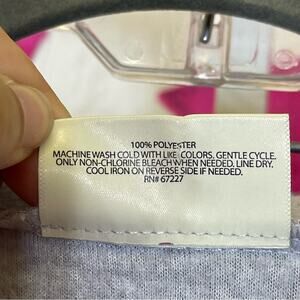 100% POLYESTER
MACHINE WASH COLD WITH LIKE COLORS. GENTLE CYCLE.
ONLY NON-CHLORINE BLEACH WHEN NEEDED. LINE DRY.
COOL IRON ON REVERSE SIDE IF NEEDED.
RN# 67227